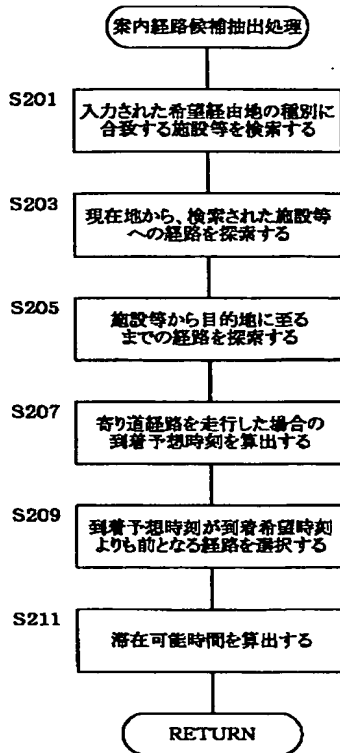 案内経路候補抽出処理
S201
入力された希望経由地の種別に
合致する施設等を検索する
S203
現在地から、検索された施設等
への経路を探索する
S205
施設等から目的地に至る
までの経路を探索する
S207
寄り道経路を走行した場合の
到着予想時刻を算出する
S209
到着予想時刻が到着希望時刻
よりも前となる経路を選択する
S211
滞在可能時間を算出する
RETURN